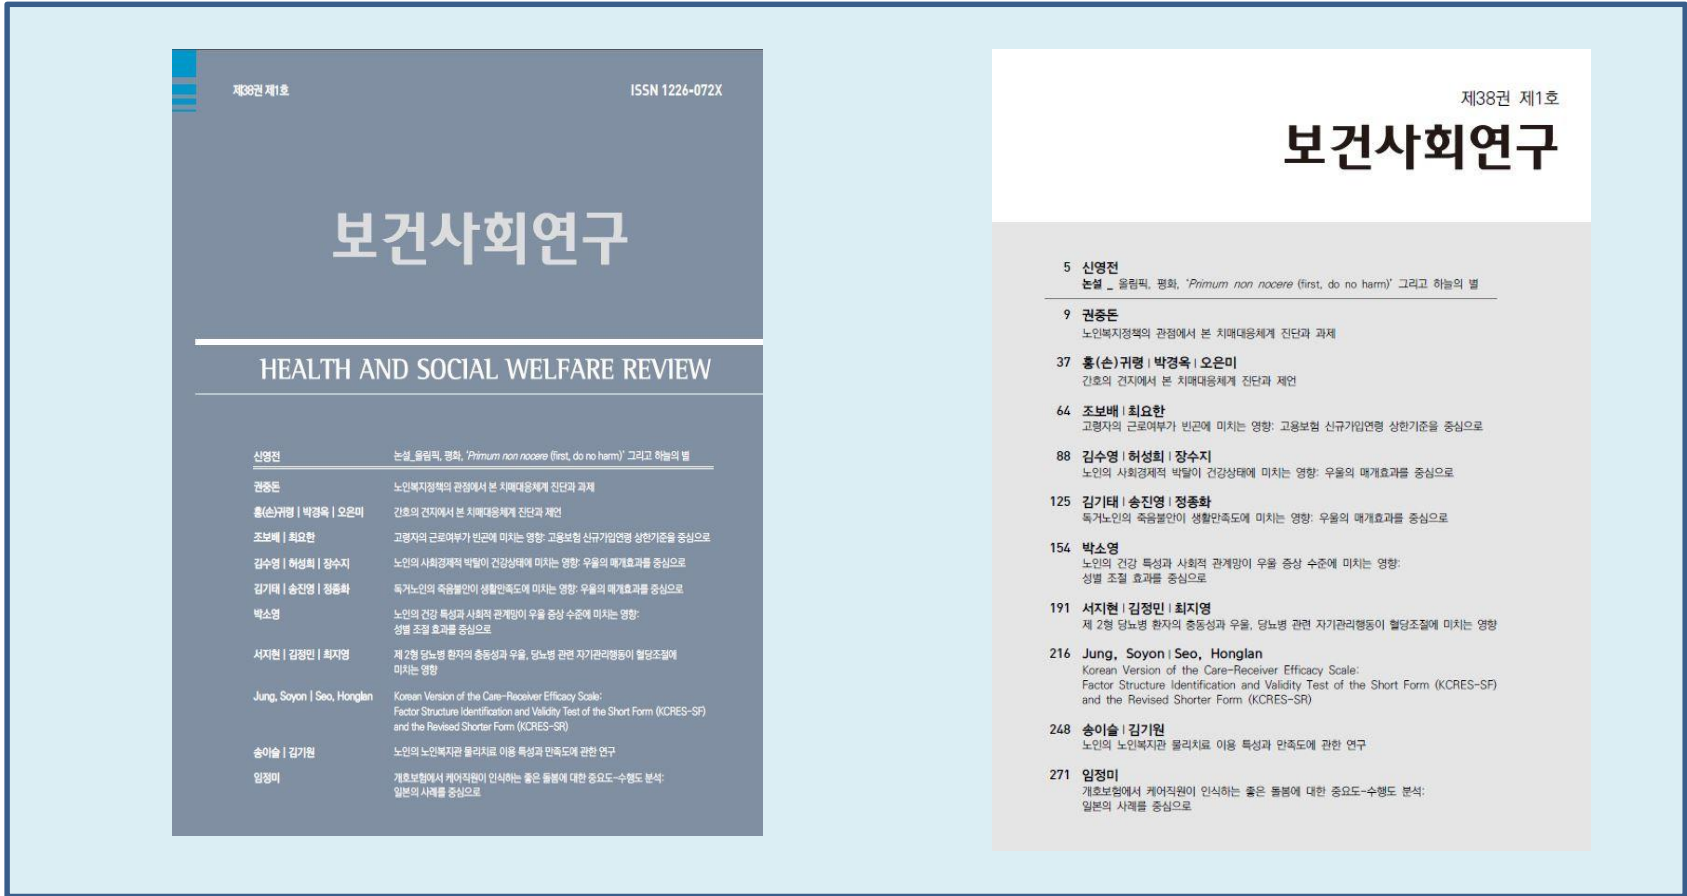 제38권 제1호
ISSN 1226-072X
보건사회연구
HEALTH AND SOCIAL WELFARE REVIEW
신영전 논설_올림픽, 평화, ‘Primum non nocere (first, do no harm)’ 그리고 하늘의 별
권중돈 노인복지정책의 관점에서 본 치매대응체계 진단과 과제
홍(손)귀령 | 박경옥 | 오은미 간호의 견지에서 본 치매대응체계 진단과 제언
조보배 | 최요한 고령자의 근로여부가 빈곤에 미치는 영향: 고용보험 신규가입연령 상한기준을 중심으로
김수영 | 허성희 | 장수지 노인의 사회경제적 박탈이 건강상태에 미치는 영향: 우울의 매개효과를 중심으로
김기태 | 송진영 | 정종화 독거노인의 죽음불안이 생활만족도에 미치는 영향: 우울의 매개효과를 중심으로
박소영 노인의 건강 특성과 사회적 관계망이 우울 증상 수준에 미치는 영향:
성별 조절 효과를 중심으로
서지현 | 김정민 | 최지영 제 2형 당뇨병 환자의 충동성과 우울, 당뇨병 관련 자기관리행동이 혈당조절에
미치는 영향
Jung, Soyon | Seo, Honglan Korean Version of the Care-Receiver Efficacy Scale:
Factor Structure Identification and Validity Test of the Short Form (KCRES-SF)
and the Revised Shorter Form (KCRES-SR)
송이슬 | 김기원 노인의 노인복지관 물리치료 이용 특성과 만족도에 관한 연구
임정미 개호보험에서 케어직원이 인식하는 좋은 돌봄에 대한 중요도-수행도 분석:
일본의 사례를 중심으로
제38권 제1호
보건사회연구
5 신영전
논설 _ 올림픽, 평화, ‘Primum non nocere (first, do no harm)’ 그리고 하늘의 별
9 권중돈
노인복지정책의 관점에서 본 치매대응체계 진단과 과제
37 홍(손)귀령 | 박경옥 | 오은미
간호의 견지에서 본 치매대응체계 진단과 제언
64 조보배 | 최요한
고령자의 근로여부가 빈곤에 미치는 영향: 고용보험 신규가입연령 상한기준을 중심으로
88 김수영 | 허성희 | 장수지
노인의 사회경제적 박탈이 건강상태에 미치는 영향: 우울의 매개효과를 중심으로
125 김기태 | 송진영 | 정종화
독거노인의 죽음불안이 생활만족도에 미치는 영향: 우울의 매개효과를 중심으로
154 박소영
노인의 건강 특성과 사회적 관계망이 우울 증상 수준에 미치는 영향:
성별 조절 효과를 중심으로
191 서지현 | 김정민 | 최지영
제 2형 당뇨병 환자의 충동성과 우울, 당뇨병 관련 자기관리행동이 혈당조절에 미치는 영향
216 Jung, Soyon | Seo, Honglan
Korean Version of the Care-Receiver Efficacy Scale:
Factor Structure Identification and Validity Test of the Short Form (KCRES-SF)
and the Revised Shorter Form (KCRES-SR)
248 송이슬 | 김기원
노인의 노인복지관 물리치료 이용 특성과 만족도에 관한 연구
271 임정미
개호보험에서 케어직원이 인식하는 좋은 돌봄에 대한 중요도-수행도 분석:
일본의 사례를 중심으로